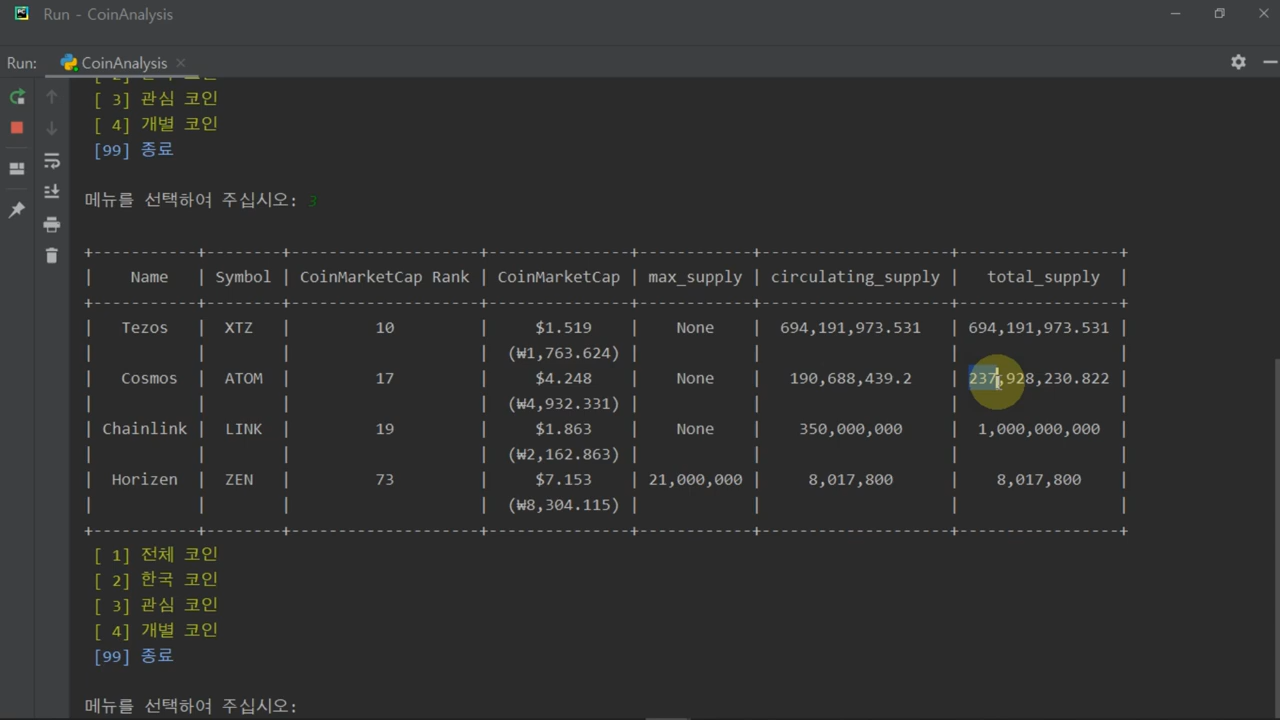 Run - CoinAnalysis
Run: CoinAnalysis
[ 3] 관심 코인
[ 4] 개별 코인
[99] 종료
메뉴를 선택하여 주십시오: 3
+-----------+--------+--------------------+---------------+------------+--------------------+-----------------+
| Name | Symbol | CoinMarketCap Rank | CoinMarketCap | max_supply | circulating_supply | total_supply |
+-----------+--------+--------------------+---------------+------------+--------------------+-----------------+
| Tezos | XTZ | 10 | $1.519 | None | 694,191,973.531 | 694,191,973.531 |
| | | | (₩1,763.624) | | | |
| Cosmos | ATOM | 17 | $4.248 | None | 190,688,439.2 | 237,928,230.822 |
| | | | (₩4,932.331) | | | |
| Chainlink | LINK | 19 | $1.863 | None | 350,000,000 | 1,000,000,000 |
| | | | (₩2,162.863) | | | |
| Horizen | ZEN | 73 | $7.153 | 21,000,000 | 8,017,800 | 8,017,800 |
| | | | (₩8,304.115) | | | |
+-----------+--------+--------------------+---------------+------------+--------------------+-----------------+
[ 1] 전체 코인
[ 2] 한국 코인
[ 3] 관심 코인
[ 4] 개별 코인
[99] 종료
메뉴를 선택하여 주십시오: